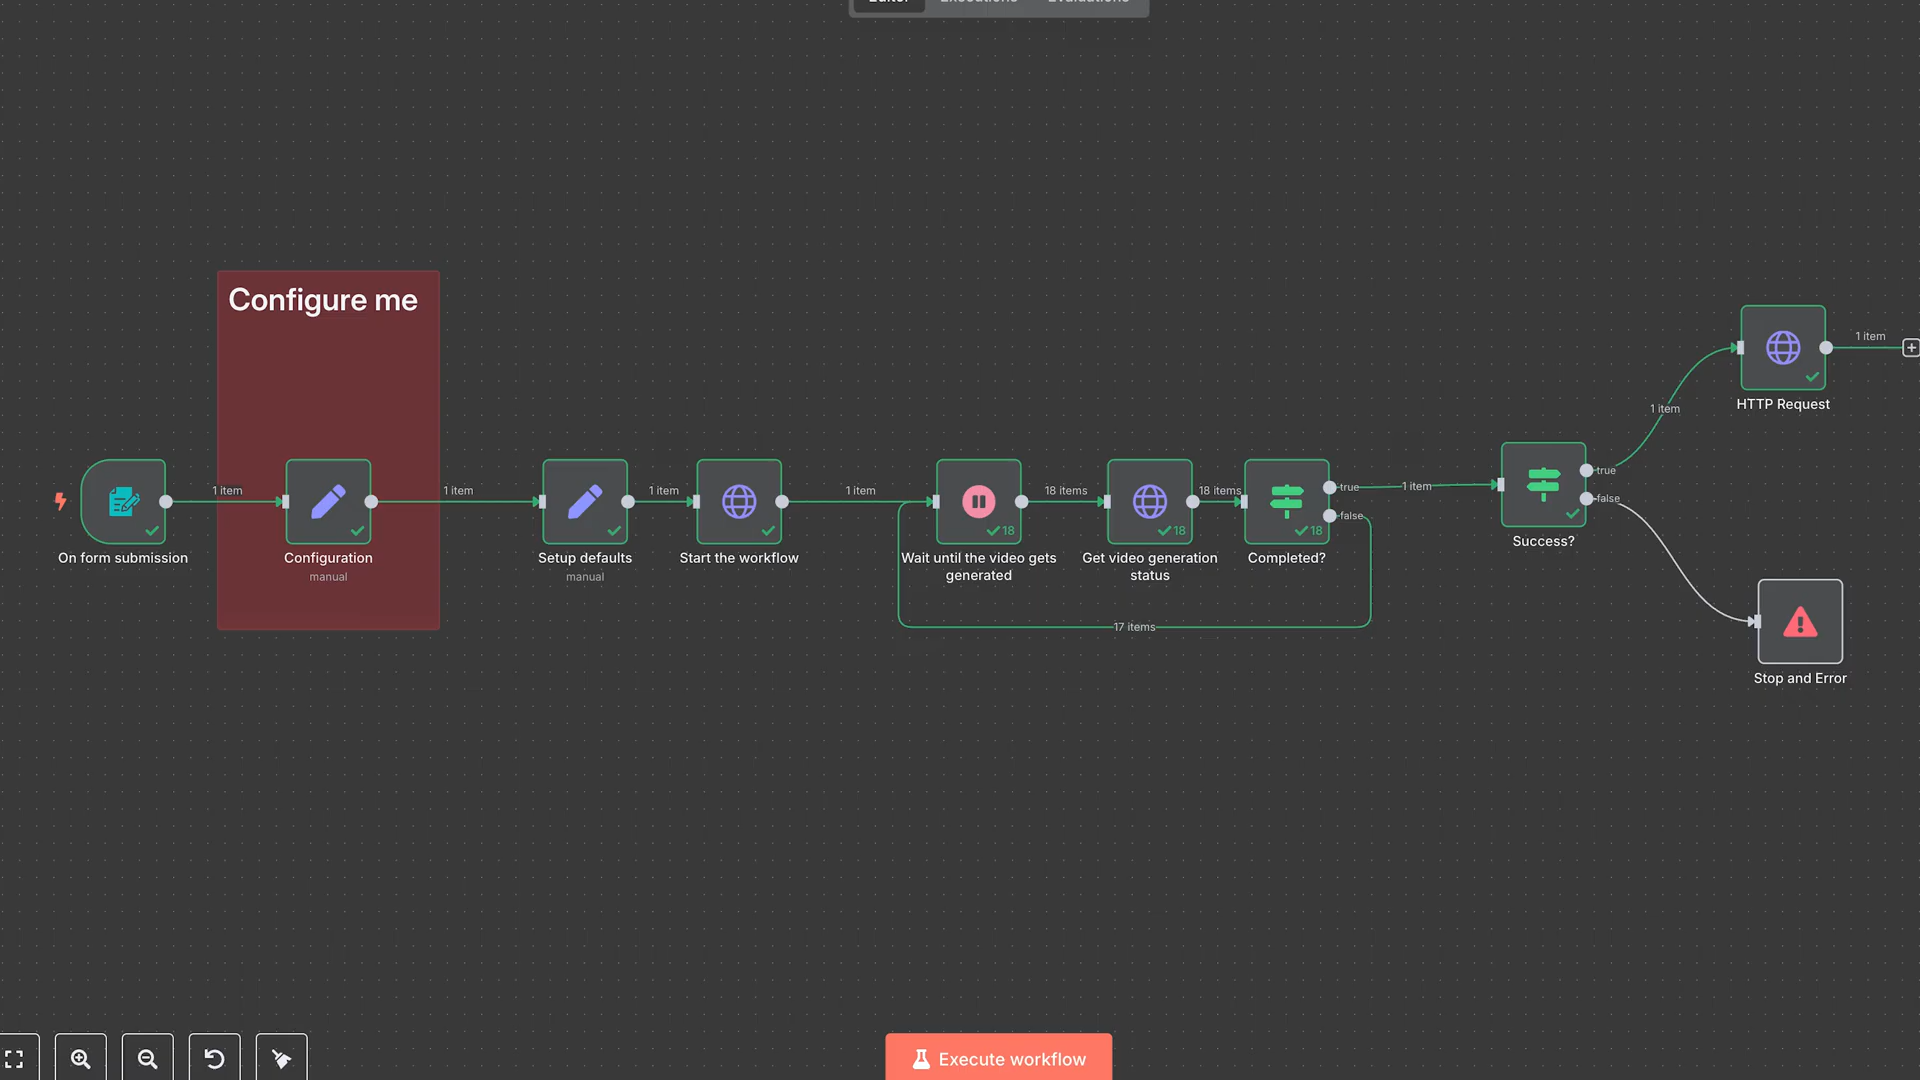 Editor Executions Evaluations
Configure me
1 item
1 item
1 item
1 item
18 items
18 items
true
1 item
false
17 items
1 item
1 item
true
false
On form submission
Configuration
manual
Setup defaults
manual
Start the workflow
18
Wait until the video gets
generated
18
Get video generation
status
18
Completed?
Success?
HTTP Request
Stop and Error
Execute workflow